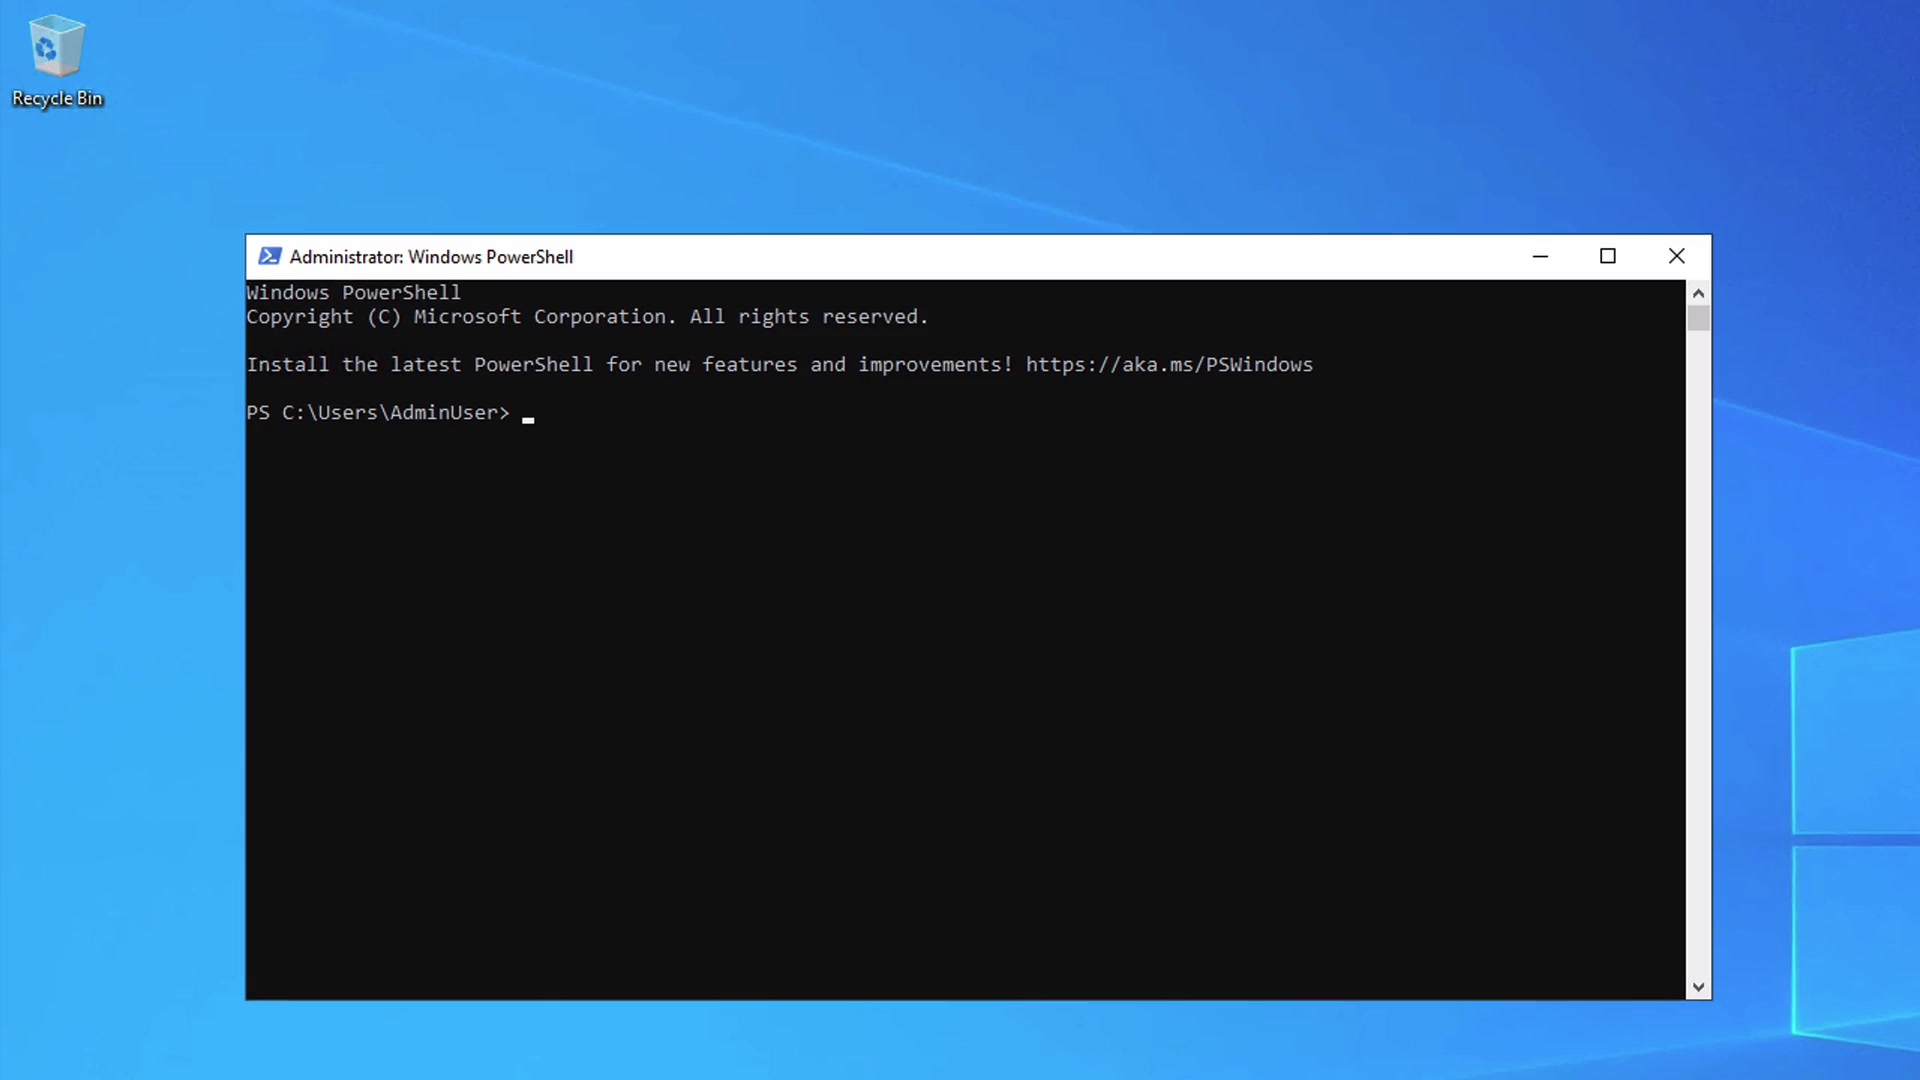 Recycle Bin
Administrator: Windows PowerShell
Windows PowerShell
Copyright (C) Microsoft Corporation. All rights reserved.
Install the latest PowerShell for new features and improvements! https://aka.ms/PSWindows
PS C:\Users\AdminUser>